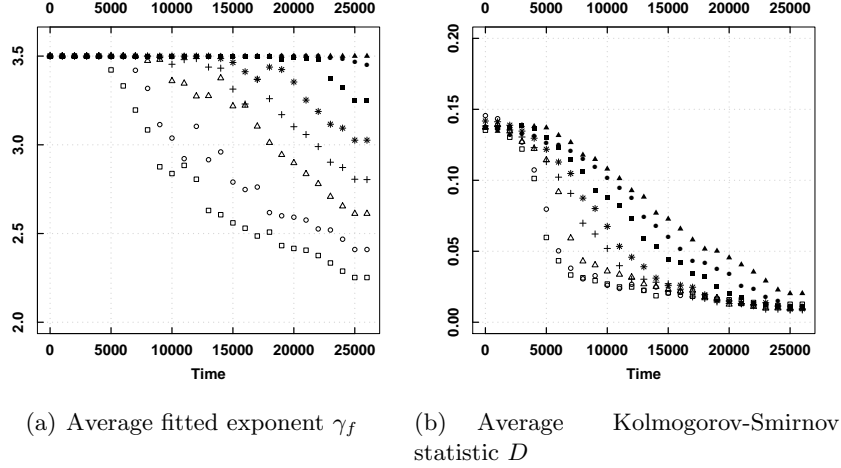 0 5000 10000 15000 20000 25000
3.5
3.0
2.5
2.0
0 5000 10000 15000 20000 25000
Time
0 5000 10000 15000 20000 25000
0.20
0.15
0.10
0.05
0.00
0 5000 10000 15000 20000 25000
Time
(a) Average fitted exponent γf
(b) Average Kolmogorov-Smirnov
statistic D